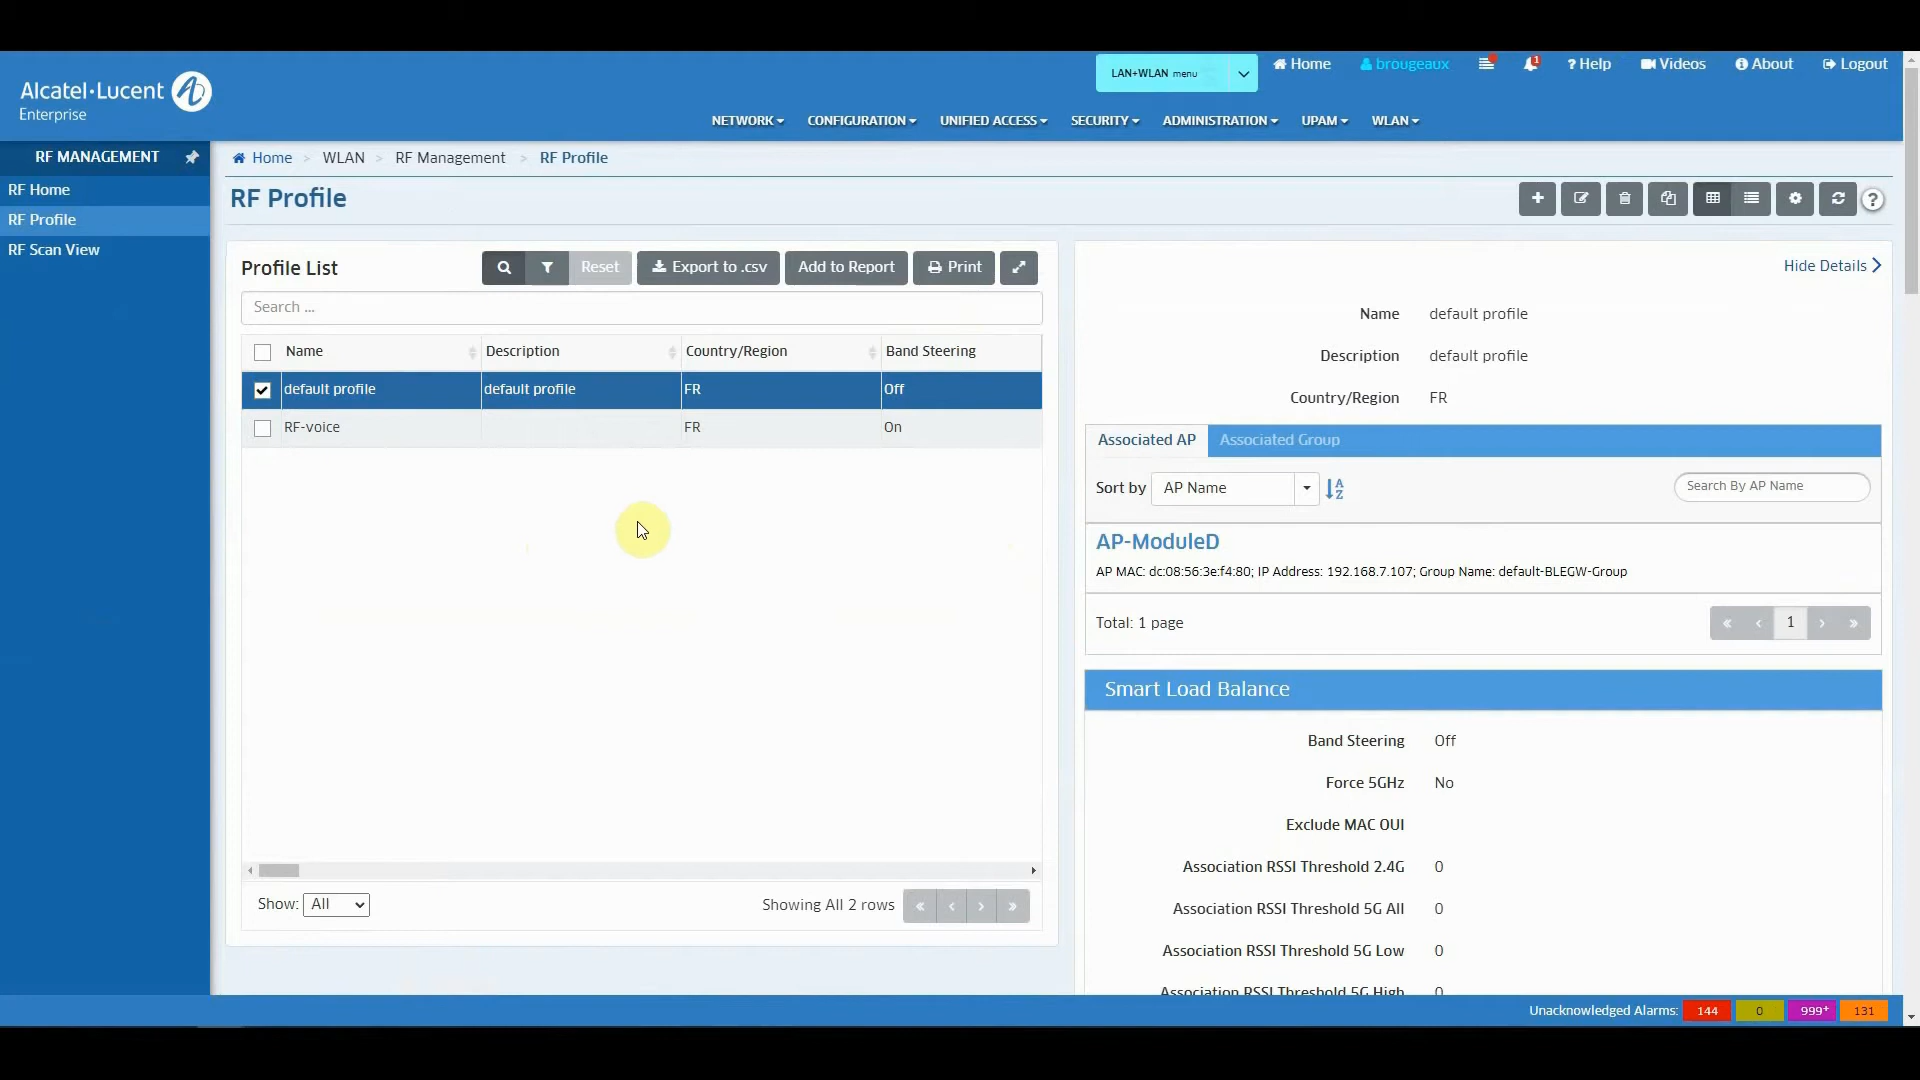 LAN+WLAN menu
Home
brougeaux
1
? Help
Videos
About
Logout
Alcatel·Lucent
Enterprise
NETWORK
CONFIGURATION
UNIFIED ACCESS
SECURITY
ADMINISTRATION
UPAM
WLAN
RF MANAGEMENT
RF Home
RF Profile
RF Scan View
Home > WLAN > RF Management > RF Profile
RF Profile
?
Profile List
Reset
Export to .csv
Add to Report
Print
Search ...
Name Description Country/Region Band Steering
default profile default profile FR Off
RF-voice FR On
Show: All
Showing All 2 rows
« ‹ › »
Hide Details
Name default profile
Description default profile
Country/Region FR
Associated AP Associated Group
Sort by AP Name
Search By AP Name
AP-ModuleD
AP MAC: dc:08:56:3e:f4:80; IP Address: 192.168.7.107; Group Name: default-BLEGW-Group
Total: 1 page
« ‹ 1 › »
Smart Load Balance
Band Steering Off
Force 5GHz No
Exclude MAC OUI
Association RSSI Threshold 2.4G 0
Association RSSI Threshold 5G All 0
Association RSSI Threshold 5G Low 0
Association RSSI Threshold 5G High 0
Unacknowledged Alarms: 144 0 999+ 131